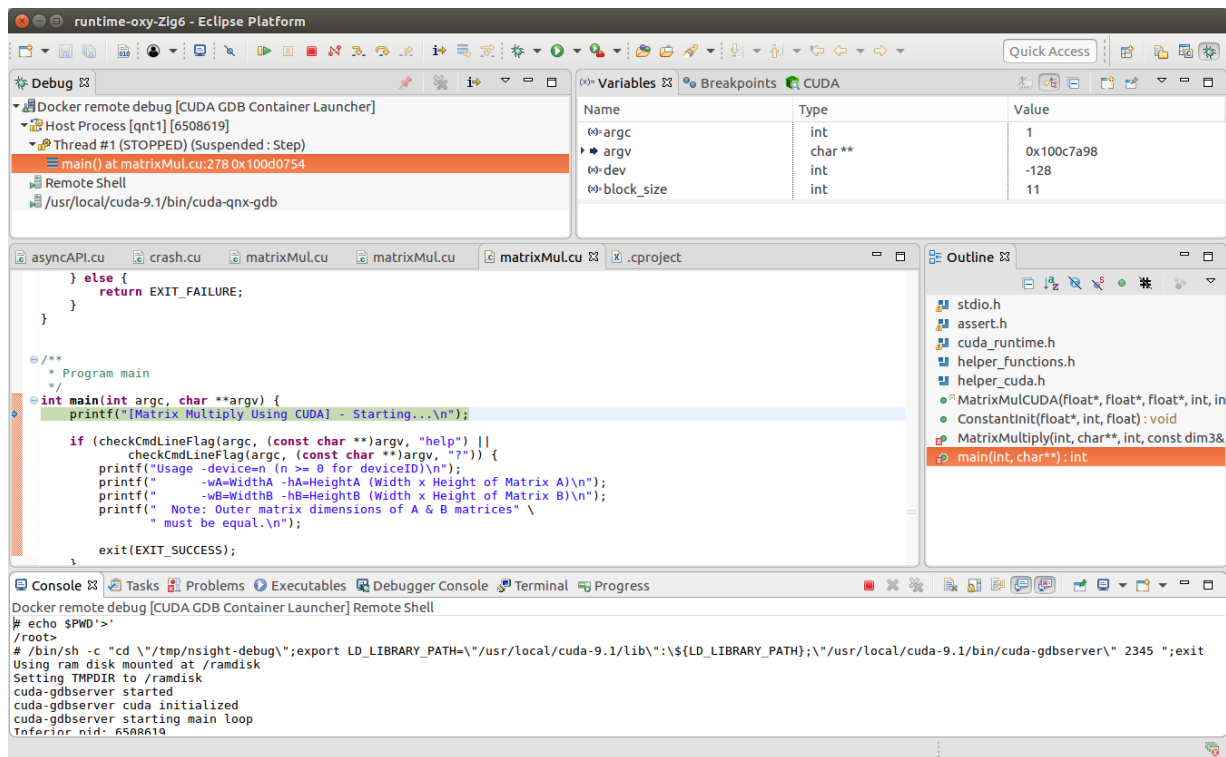 runtime-oxy-Zig6 - Eclipse Platform
Quick Access
Debug
Docker remote debug [CUDA GDB Container Launcher]
Host Process [qnt1] [6508619]
Thread #1 (STOPPED) (Suspended : Step)
main() at matrixMul.cu:278 0x100d0754
Remote Shell
/usr/local/cuda-9.1/bin/cuda-qnx-gdb
(x)= Variables Breakpoints CUDA
Name Type Value
(x)= argc int 1
argv char ** 0x100c7a98
(x)= dev int -128
(x)= block_size int 11
asyncAPI.cu crash.cu matrixMul.cu matrixMul.cu matrixMul.cu .cproject
} else {
return EXIT_FAILURE;
}
}
/**
* Program main
*/
int main(int argc, char **argv) {
printf("[Matrix Multiply Using CUDA] - Starting...\n");
if (checkCmdLineFlag(argc, (const char **)argv, "help") ||
checkCmdLineFlag(argc, (const char **)argv, "?")) {
printf("Usage -device=n (n >= 0 for deviceID)\n");
printf("      -wA=WidthA -hA=HeightA (Width x Height of Matrix A)\n");
printf("      -wB=WidthB -hB=HeightB (Width x Height of Matrix B)\n");
printf("  Note: Outer matrix dimensions of A & B matrices" \
" must be equal.\n");
exit(EXIT_SUCCESS);
}
Outline
stdio.h
assert.h
cuda_runtime.h
helper_functions.h
helper_cuda.h
MatrixMulCUDA(float*, float*, float*, int, in
ConstantInit(float*, int, float) : void
MatrixMultiply(int, char**, int, const dim3&
main(int, char**) : int
Console Tasks Problems Executables Debugger Console Terminal Progress
Docker remote debug [CUDA GDB Container Launcher] Remote Shell
# echo $PWD'>'
/root>
# /bin/sh -c "cd \"/tmp/nsight-debug\";export LD_LIBRARY_PATH=\"/usr/local/cuda-9.1/lib\":\${LD_LIBRARY_PATH};\"/usr/local/cuda-9.1/bin/cuda-gdbserver\" 2345 ";exit
Using ram disk mounted at /ramdisk
Setting TMPDIR to /ramdisk
cuda-gdbserver started
cuda-gdbserver cuda initialized
cuda-gdbserver starting main loop
Inferior pid: 6508619